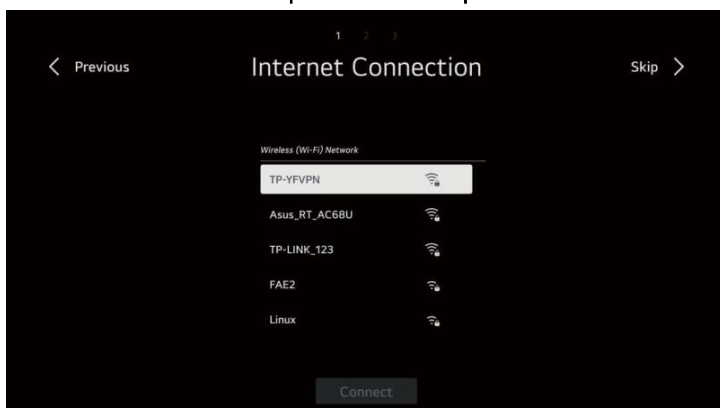 1 2 3
Previous
Internet Connection
Skip
Wireless (Wi-Fi) Network
TP-YFVPN
Asus_RT_AC68U
TP-LINK_123
FAE2
Linux
Connect